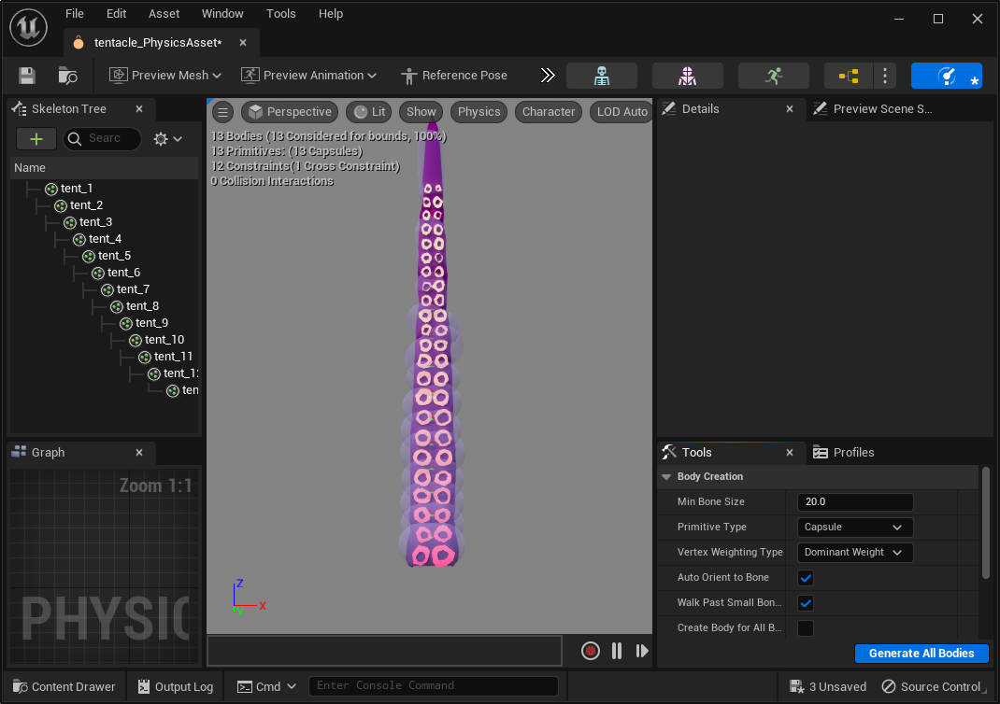 File Edit Asset Window Tools Help
tentacle_PhysicsAsset*
Preview Mesh Preview Animation Reference Pose
Skeleton Tree
Searc
Name
tent_1
tent_2
tent_3
tent_4
tent_5
tent_6
tent_7
tent_8
tent_9
tent_10
tent_11
tent_12
ten
Graph
Zoom 1:1
PHYSIC
Perspective Lit Show Physics Character LOD Auto
13 Bodies (13 Considered for bounds, 100%)
13 Primitives: (13 Capsules)
12 Constraints(1 Cross Constraint)
0 Collision Interactions
Z
X
Y
Details Preview Scene S...
Tools Profiles
Body Creation
Min Bone Size 20.0
Primitive Type Capsule
Vertex Weighting Type Dominant Weight
Auto Orient to Bone
Walk Past Small Bon...
Create Body for All B...
Generate All Bodies
Content Drawer Output Log Cmd Enter Console Command 3 Unsaved Source Control